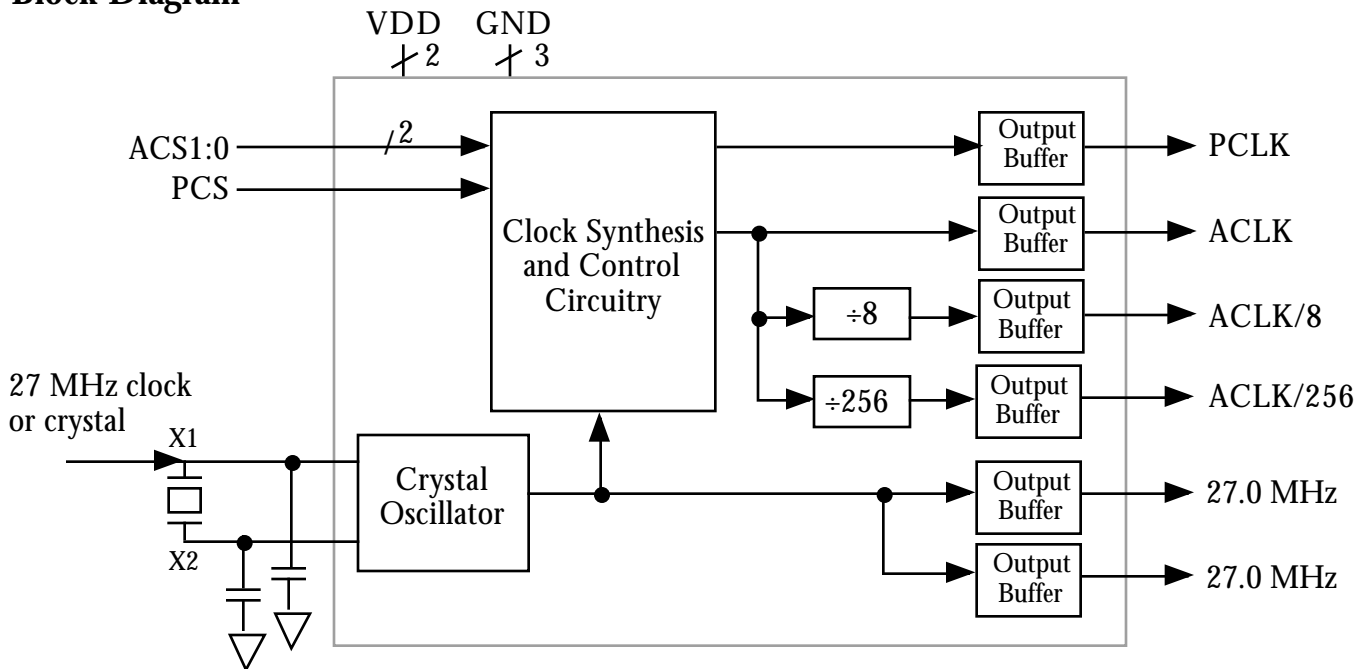 Block Diagram
VDD
GND
2
3
ACS1:0
2
PCS
Clock Synthesis
and Control
Circuitry
Output
Buffer
PCLK
Output
Buffer
ACLK
÷8
Output
Buffer
ACLK/8
÷256
Output
Buffer
ACLK/256
27 MHz clock
or crystal
X1
X2
Crystal
Oscillator
Output
Buffer
27.0 MHz
Output
Buffer
27.0 MHz